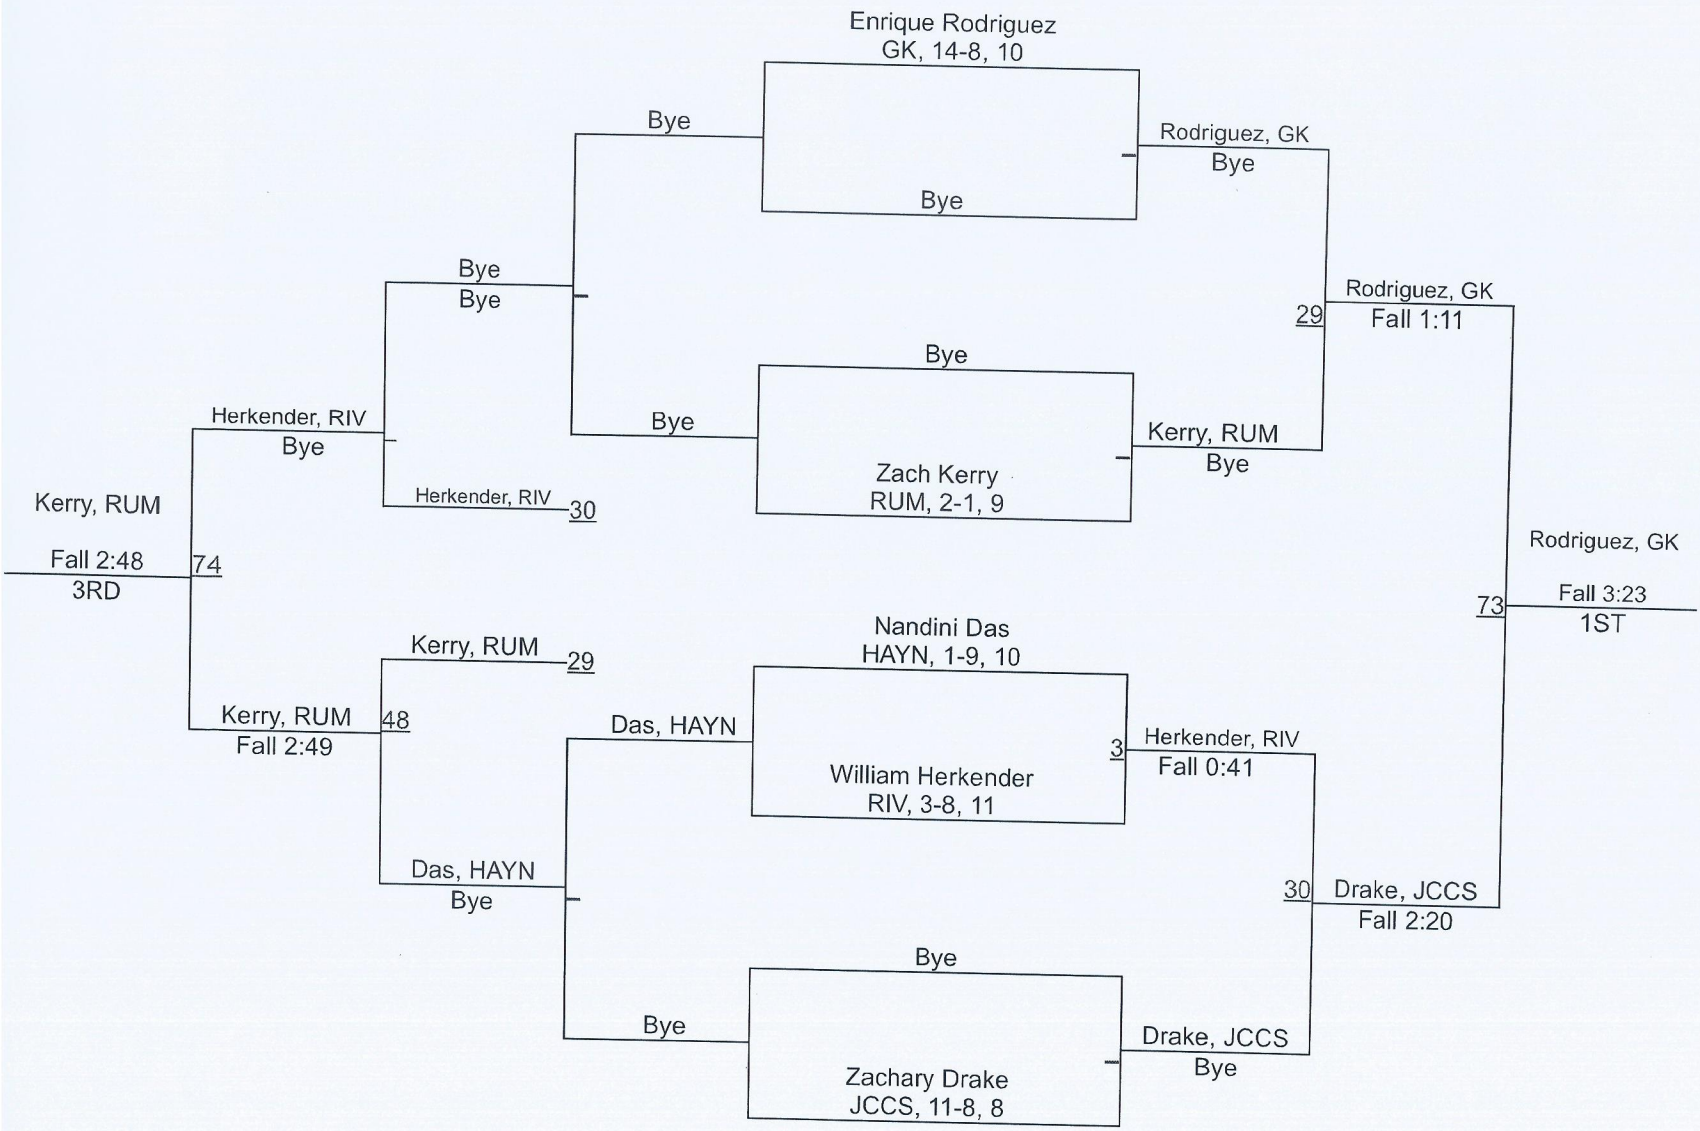 Enrique Rodriguez
GK, 14-8, 10
Bye
Rodriguez, GK
Bye
Bye
Bye
Bye
Rodriguez, GK
29
Fall 1:11
Bye
Bye
Kerry, RUM
Bye
Herkender, RIV
Bye
Zach Kerry
RUM, 2-1, 9
Herkender, RIV
30
Kerry, RUM
Fall 2:48
74
3RD
Rodriguez, GK
73
Fall 3:23
1ST
Kerry, RUM
29
Nandini Das
HAYN, 1-9, 10
Kerry, RUM
48
Fall 2:49
Das, HAYN
3
Herkender, RIV
Fall 0:41
William Herkender
RIV, 3-8, 11
Das, HAYN
Bye
30
Drake, JCCS
Fall 2:20
Bye
Bye
Drake, JCCS
Bye
Zachary Drake
JCCS, 11-8, 8